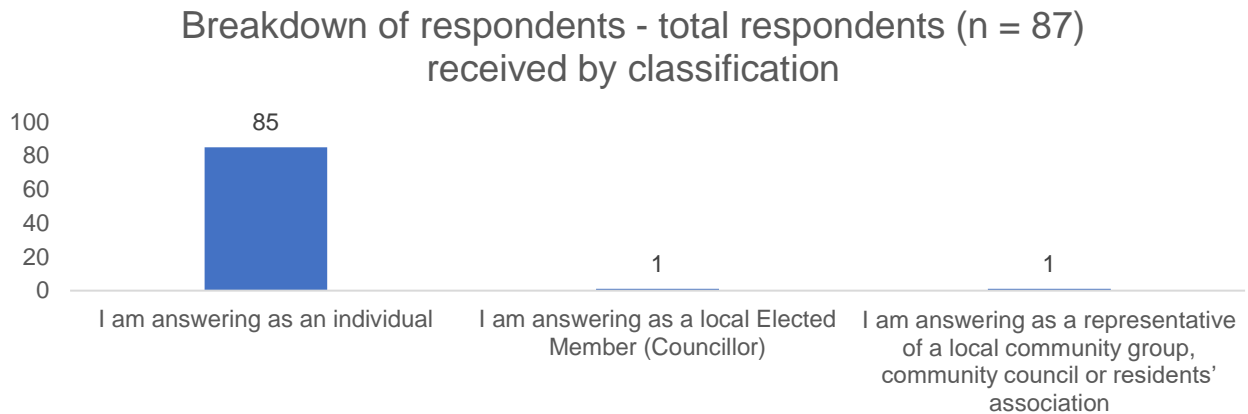 Breakdown of respondents - total respondents (n = 87)
received by classification
100
80
60
40
20
0
85
1
1
I am answering as an individual
I am answering as a local Elected
Member (Councillor)
I am answering as a representative
of a local community group,
community council or residents’
association